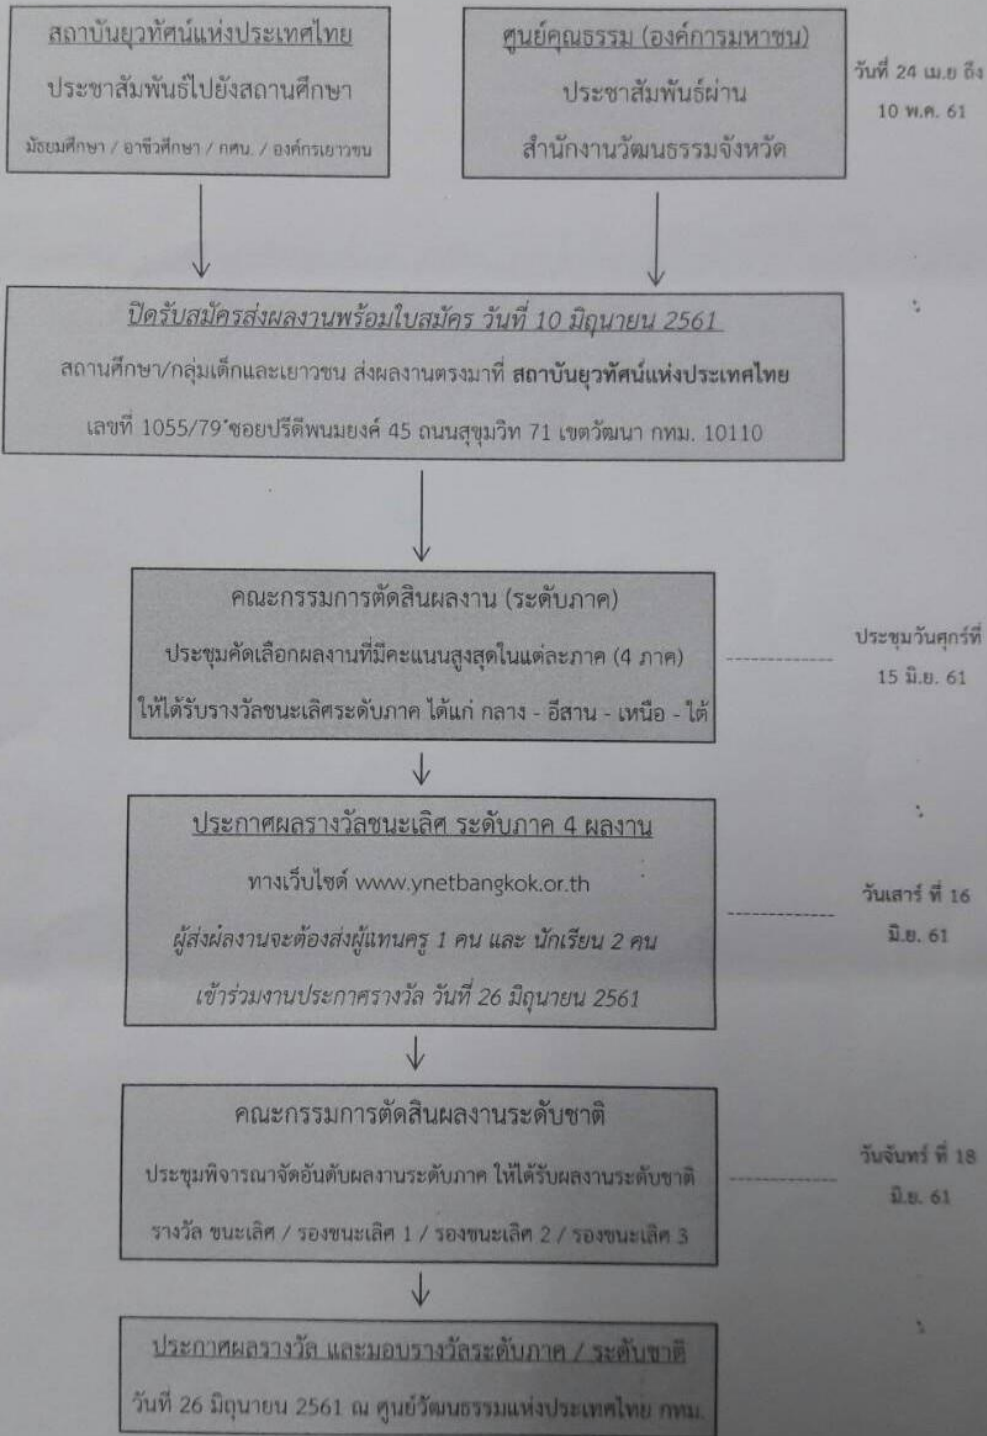 สถาบันยุวทัศน์แห่งประเทศไทย
ประชาสัมพันธ์ไปยังสถานศึกษา
มัธยมศึกษา / อาชีวศึกษา / กศน. / องค์กรเยาวชน
ศูนย์คุณธรรม (องค์การมหาชน)
ประชาสัมพันธ์ผ่าน
สำนักงานวัฒนธรรมจังหวัด
วันที่ 24 เม.ย ถึง
10 พ.ค. 61
ปิดรับสมัครส่งผลงานพร้อมใบสมัคร วันที่ 10 มิถุนายน 2561
สถานศึกษา/กลุ่มเด็กและเยาวชน ส่งผลงานตรงมาที่ สถาบันยุวทัศน์แห่งประเทศไทย
เลขที่ 1055/79 ซอยปรีดีพนมยงค์ 45 ถนนสุขุมวิท 71 เขตวัฒนา กทม. 10110
คณะกรรมการตัดสินผลงาน (ระดับภาค)
ประชุมคัดเลือกผลงานที่มีคะแนนสูงสุดในแต่ละภาค (4 ภาค)
ให้ได้รับรางวัลชนะเลิศระดับภาค ได้แก่ กลาง - อีสาน - เหนือ - ใต้
ประชุมวันศุกร์ที่
15 มิ.ย. 61
ประกาศผลรางวัลชนะเลิศ ระดับภาค 4 ผลงาน
ทางเว็บไซต์ www.ynetbangkok.or.th
ผู้ส่งผลงานจะต้องส่งผู้แทนครู 1 คน และ นักเรียน 2 คน
เข้าร่วมงานประกาศรางวัล วันที่ 26 มิถุนายน 2561
วันเสาร์ ที่ 16
มิ.ย. 61
คณะกรรมการตัดสินผลงานระดับชาติ
ประชุมพิจารณาจัดอันดับผลงานระดับภาค ให้ได้รับผลงานระดับชาติ
รางวัล ชนะเลิศ / รองชนะเลิศ 1 / รองชนะเลิศ 2 / รองชนะเลิศ 3
วันจันทร์ ที่ 18
มิ.ย. 61
ประกาศผลรางวัล และมอบรางวัลระดับภาค / ระดับชาติ
วันที่ 26 มิถุนายน 2561 ณ ศูนย์วัฒนธรรมแห่งประเทศไทย กทม.